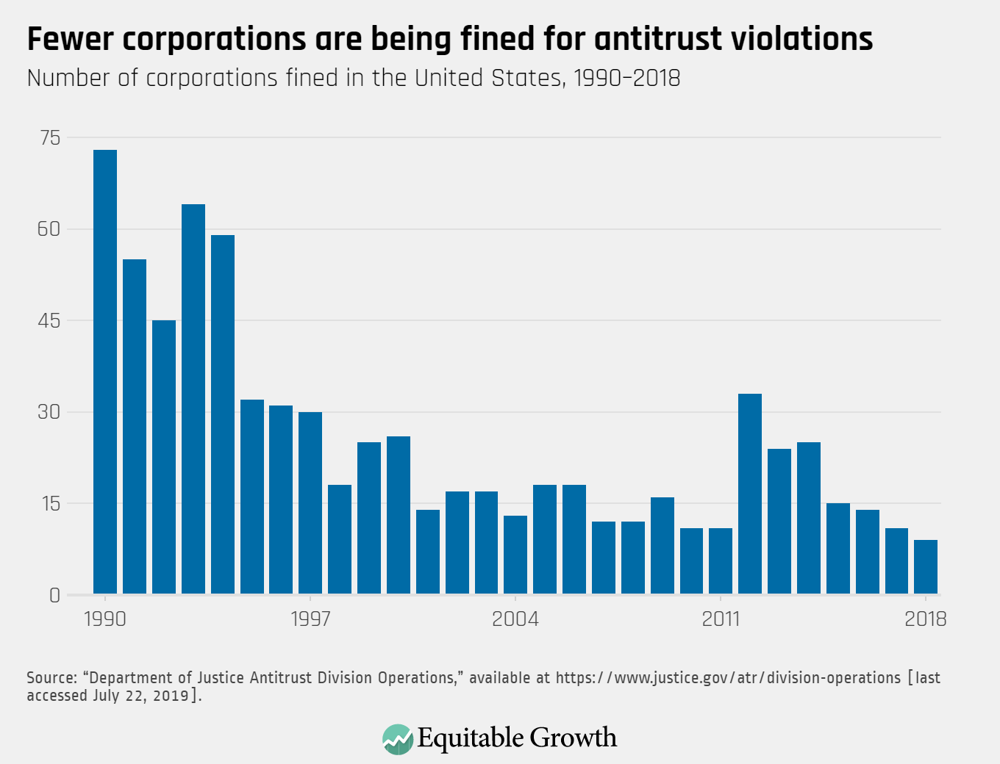 Fewer corporations are being fined for antitrust violations
Number of corporations fined in the United States, 1990–2018
75
60
45
30
15
0
1990 1997 2004 2011 2018
Source: “Department of Justice Antitrust Division Operations,” available at https://www.justice.gov/atr/division-operations [last
accessed July 22, 2019].
Equitable Growth